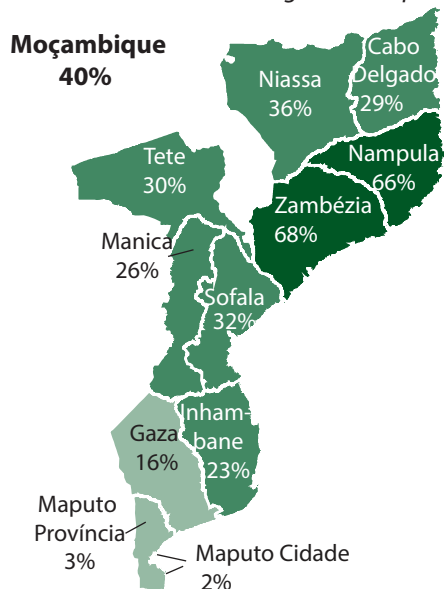 Moçambique
40%
Cabo
Delgado
29%
Niassa
36%
Nampula
66%
Tete
30%
Zambézia
68%
Manica
26%
Sofala
32%
Gaza
16%
Inham-
bane
23%
Maputo
Província
3%
Maputo Cidade
2%